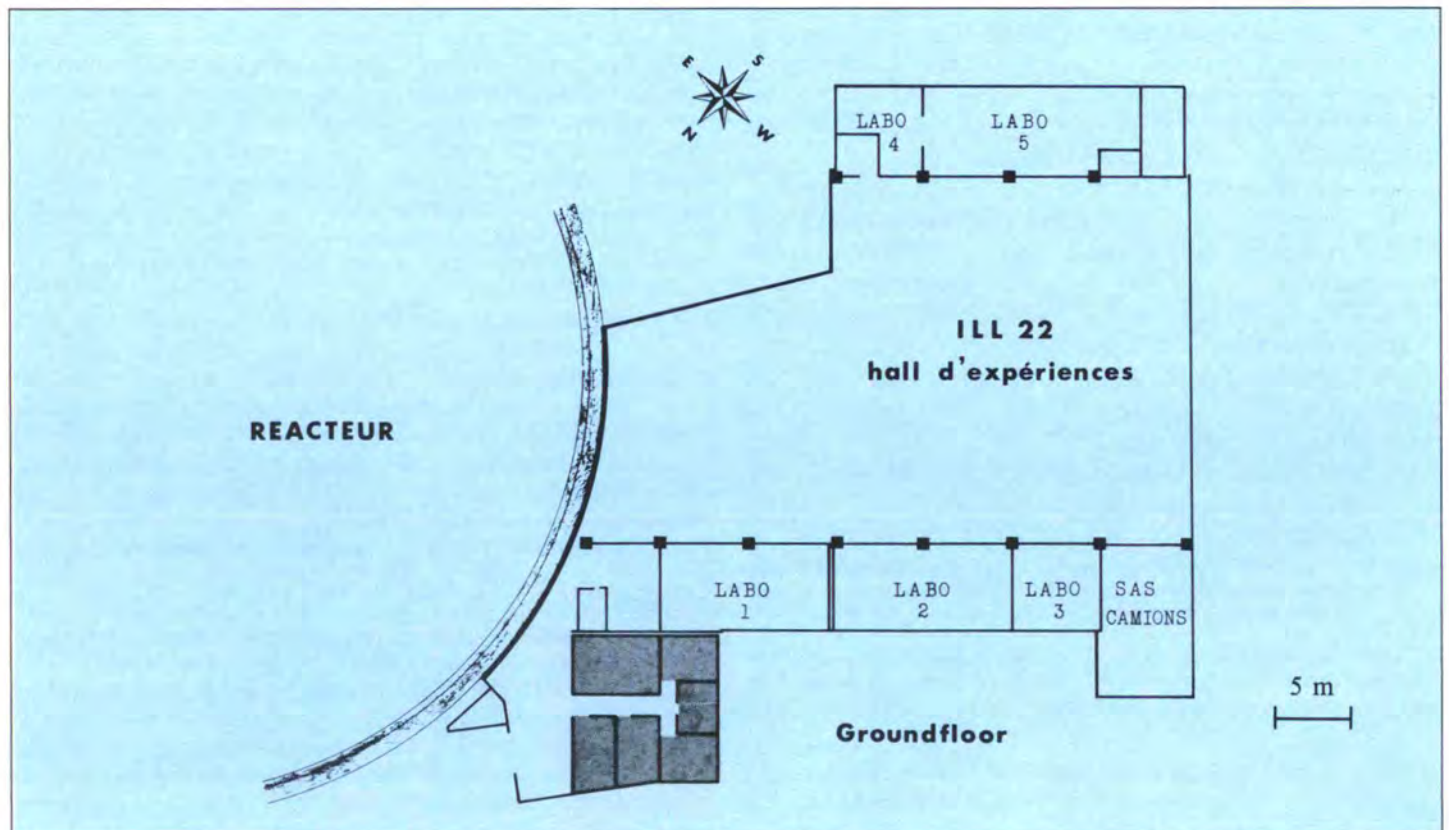 E S
N W
LABO
4
LABO
5
ILL 22
hall d'expériences
REACTEUR
LABO
1
LABO
2
LABO
3
SAS
CAMIONS
5 m
Groundfloor